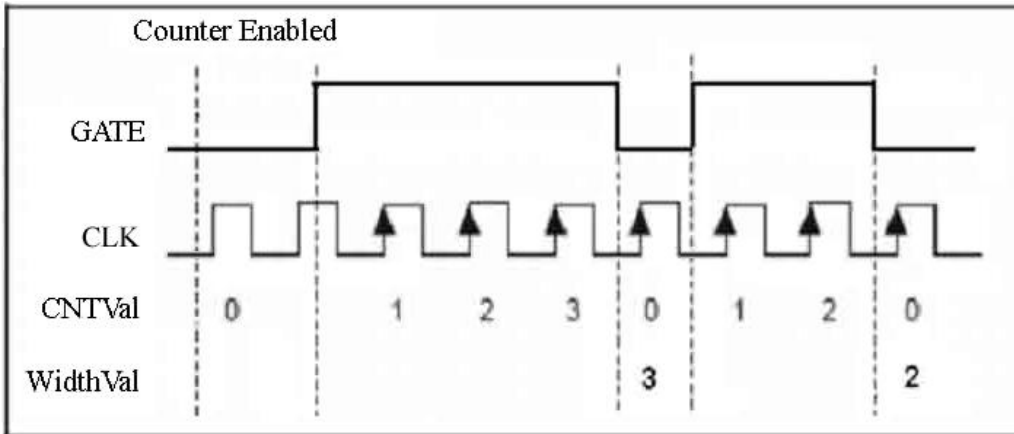 Counter Enabled
GATE
CLK
CNTVal 0 1 2 3 0 1 2 0
WidthVal 3 2